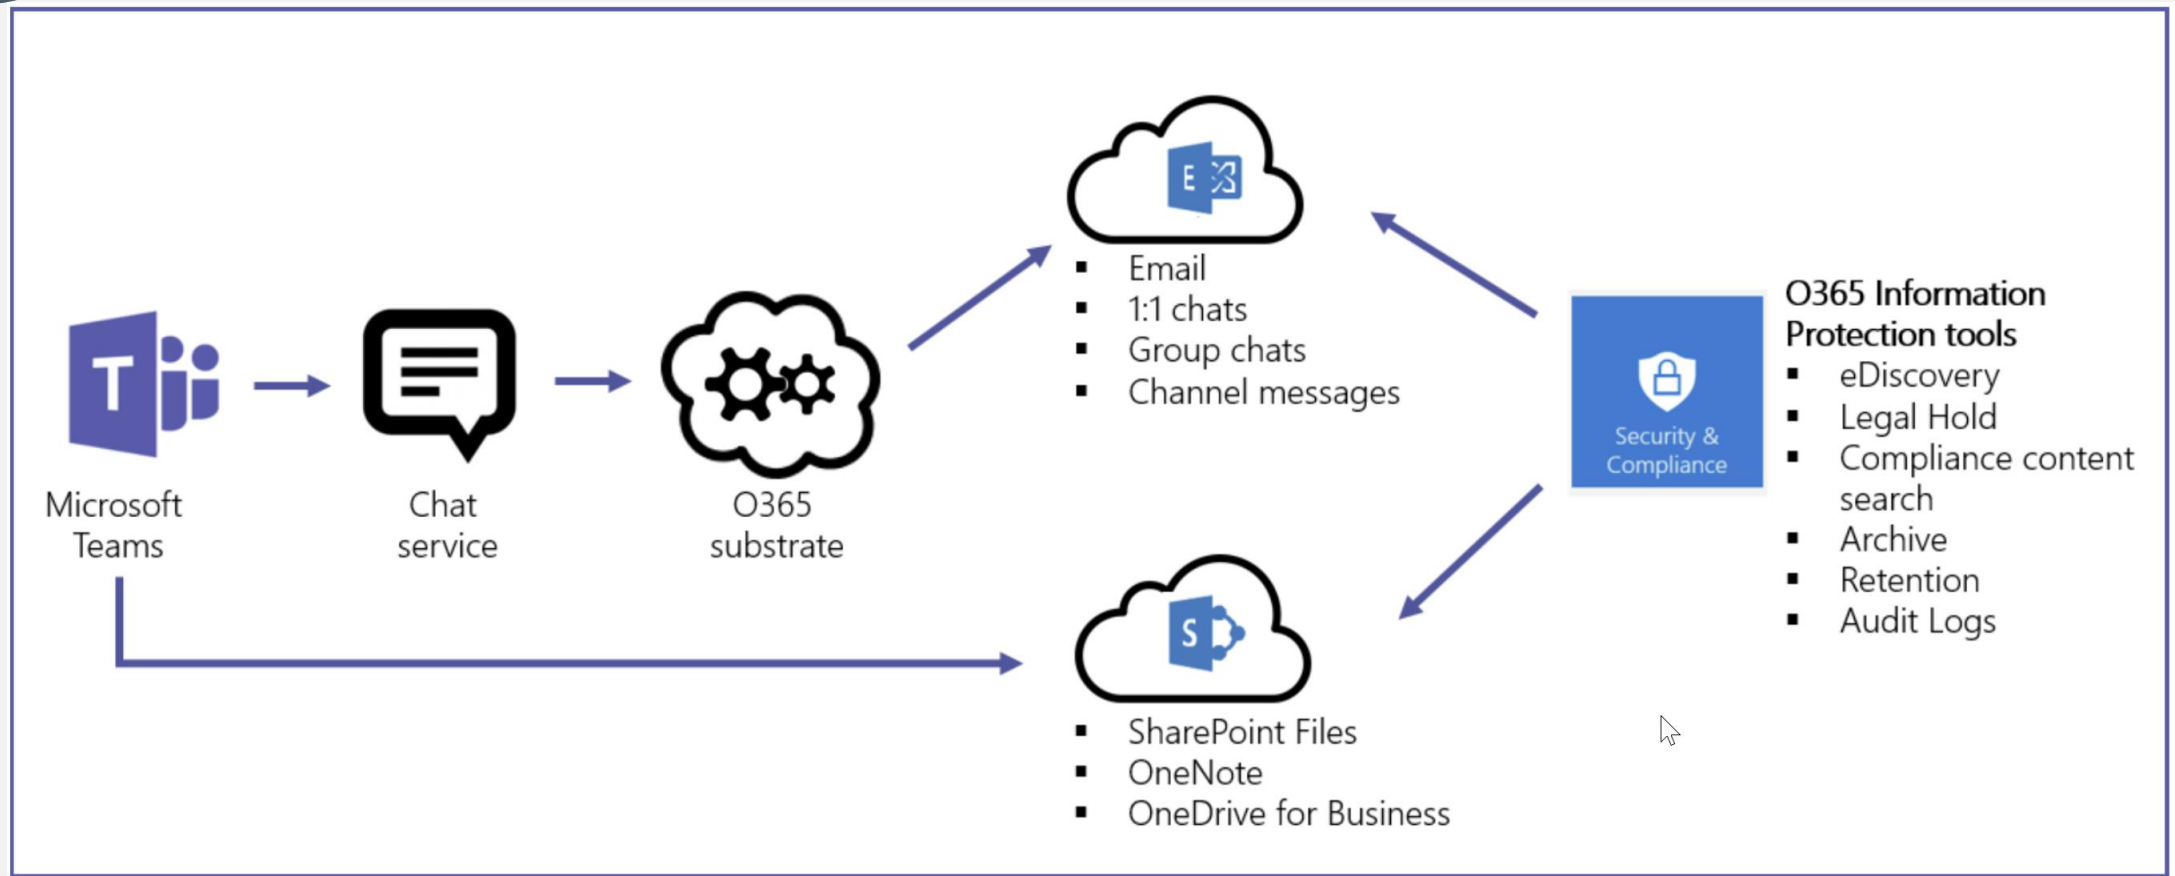 Microsoft
Teams
Chat
service
O365
substrate
T
E
Email
1:1 chats
Group chats
Channel messages
S
SharePoint Files
OneNote
OneDrive for Business
Security &
Compliance
O365 Information
Protection tools
eDiscovery
Legal Hold
Compliance content
search
Archive
Retention
Audit Logs